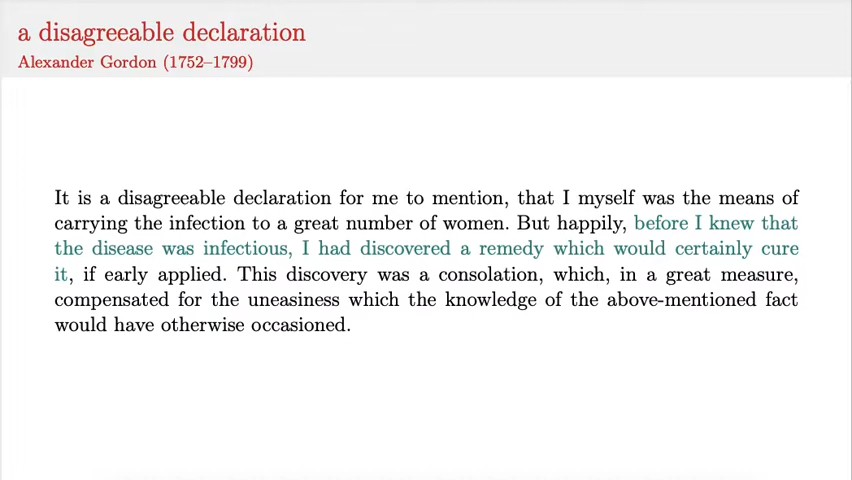 a disagreeable declaration
Alexander Gordon (1752–1799)
It is a disagreeable declaration for me to mention, that I myself was the means of
carrying the infection to a great number of women. But happily, before I knew that
the disease was infectious, I had discovered a remedy which would certainly cure
it, if early applied. This discovery was a consolation, which, in a great measure,
compensated for the uneasiness which the knowledge of the above-mentioned fact
would have otherwise occasioned.